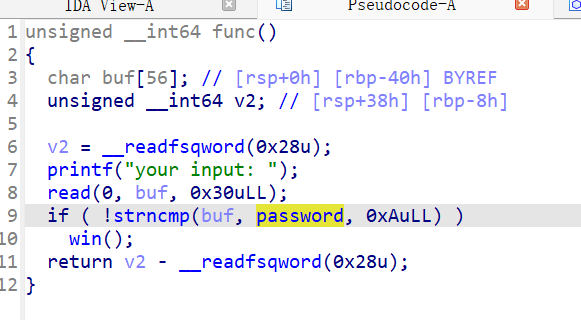 IDA View-A Pseudocode-A
1 unsigned __int64 func()
2 {
3 char buf[56]; // [rsp+0h] [rbp-40h] BYREF
4 unsigned __int64 v2; // [rsp+38h] [rbp-8h]
5
6 v2 = __readfsqword(0x28u);
7 printf("your input: ");
8 read(0, buf, 0x30uLL);
9 if ( !strncmp(buf, password, 0xAuLL) )
10 win();
11 return v2 - __readfsqword(0x28u);
12 }